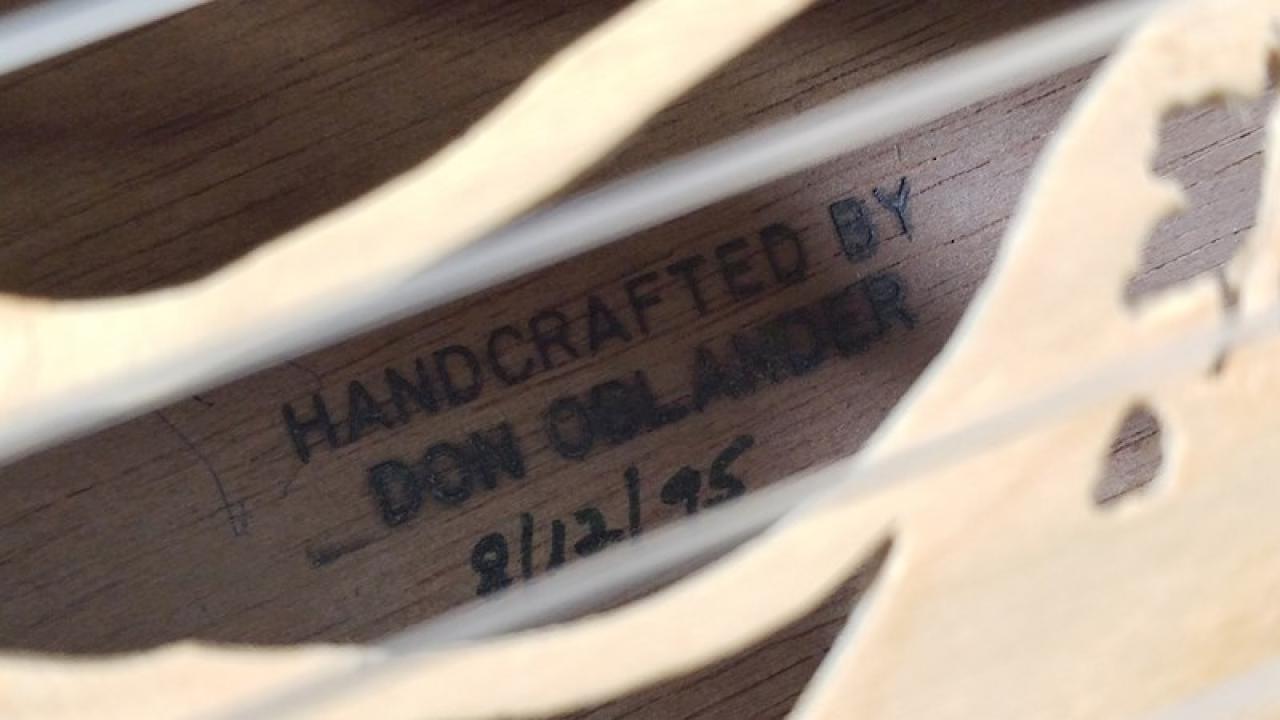 HANDCRAFTED BY
DON OBLANDER
8/12/95